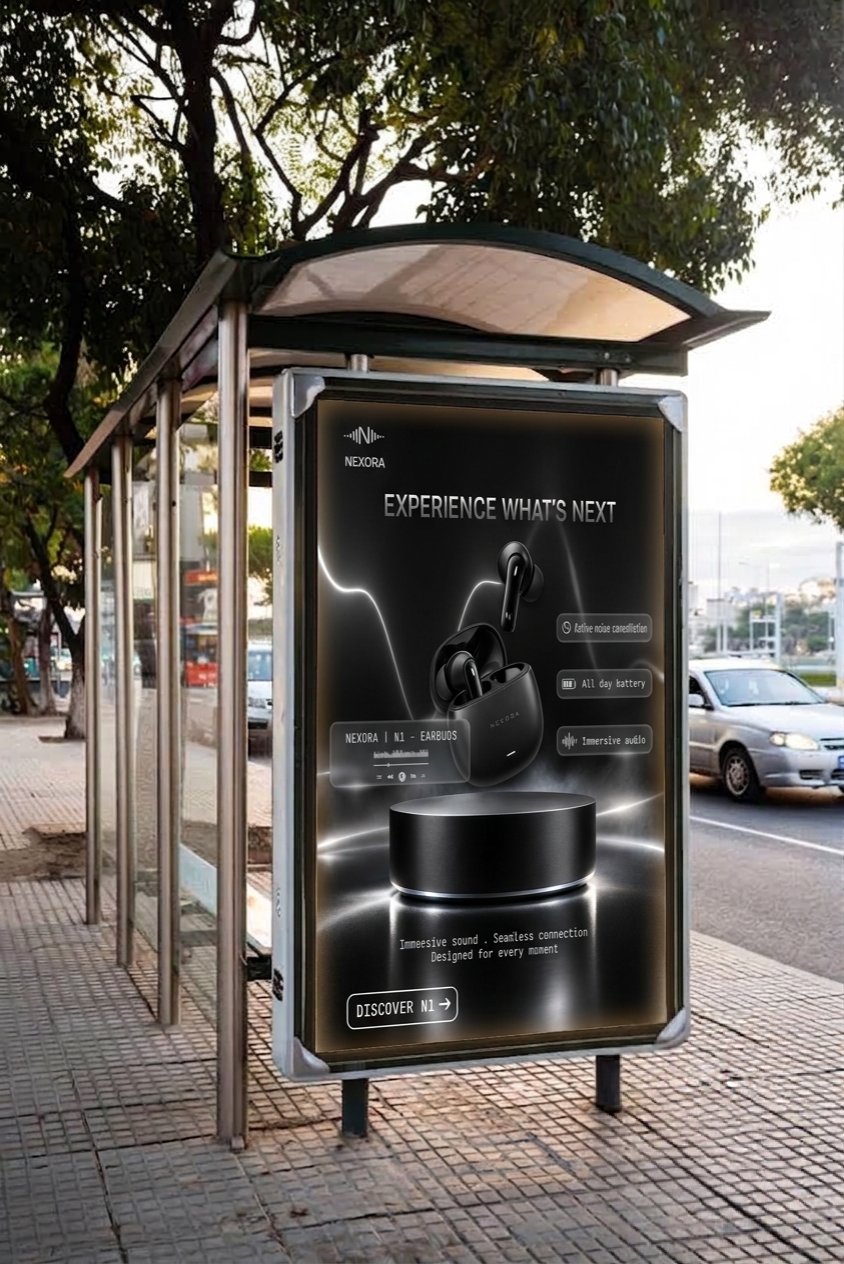 NEXORA
EXPERIENCE WHAT'S NEXT
NEXORA
Active noise cancellation
All day battery
NEXORA | N1 - EARBUDS
Immersive audio
Immeesive sound . Seamless connection
Designed for every moment
DISCOVER N1 →